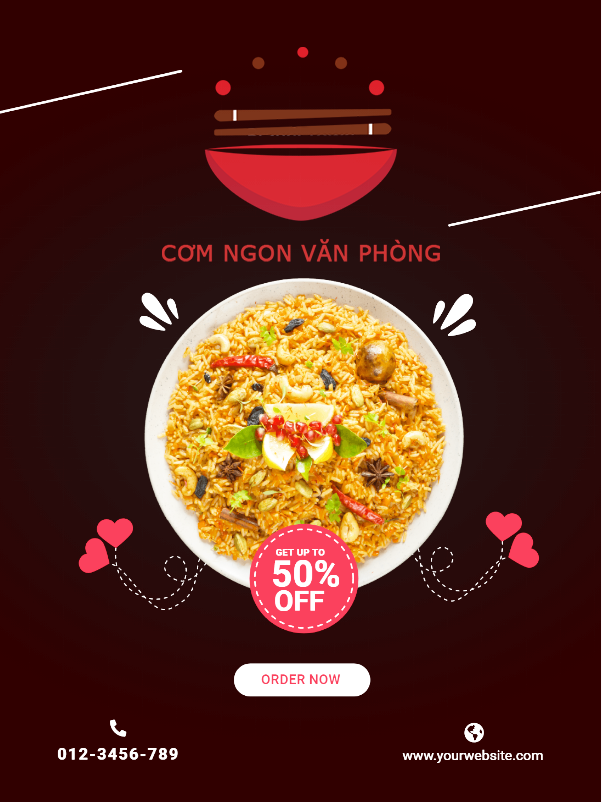 CƠM NGON VĂN PHÒNG
GET UP TO
50%
OFF
ORDER NOW
012-3456-789
www.yourwebsite.com